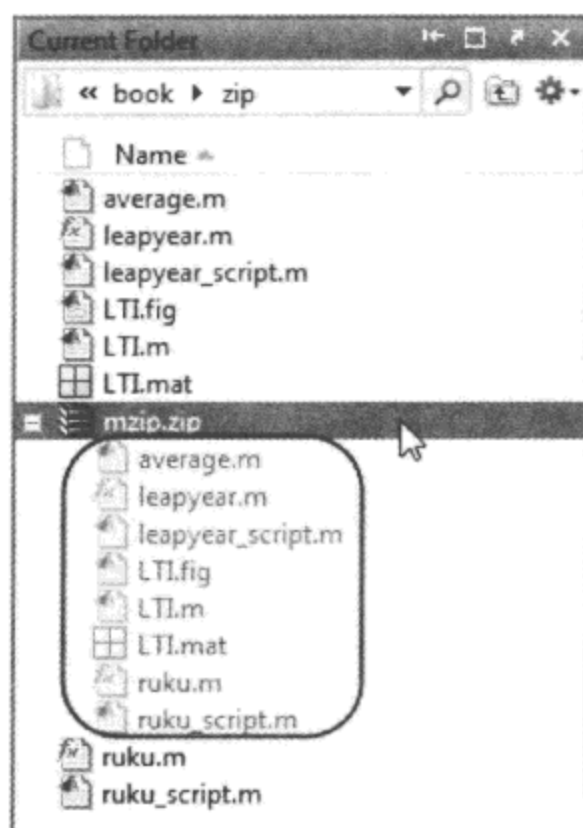 Current Folder
« book ▸ zip
Name
average.m
leapyear.m
leapyear_script.m
LTI.fig
LTI.m
LTI.mat
mzip.zip
average.m
leapyear.m
leapyear_script.m
LTI.fig
LTI.m
LTI.mat
ruku.m
ruku_script.m
ruku.m
ruku_script.m